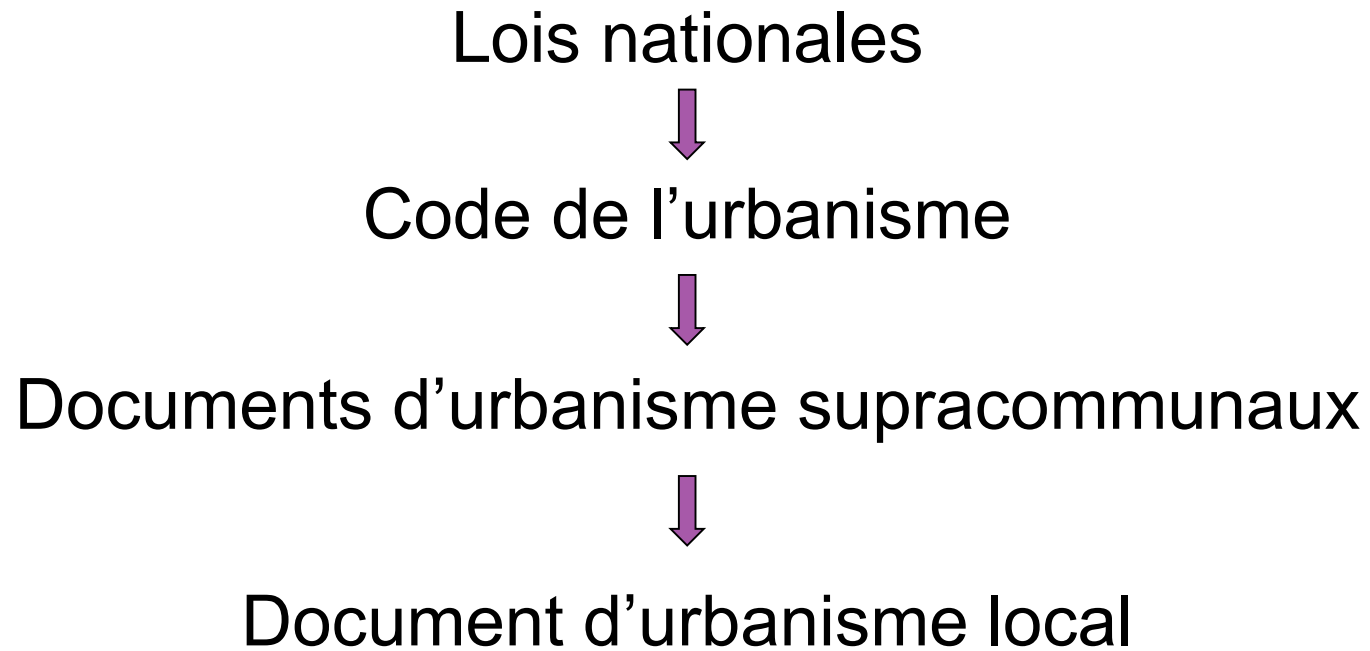 Lois nationales
Code de l’urbanisme
Documents d’urbanisme supracommunaux
Document d’urbanisme local